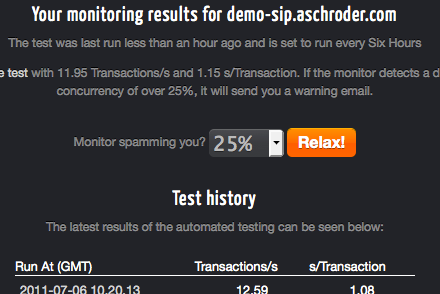 Your monitoring results for demo-sip.aschroder.com
The test was last run less than an hour ago and is set to run every Six Hours
e test with 11.95 Transactions/s and 1.15 s/Transaction. If the monitor detects a d
concurrency of over 25%, it will send you a warning email.
Monitor spamming you? 25% Relax!
Test history
The latest results of the automated testing can be seen below:
Run At (GMT) Transactions/s s/Transaction
2011-07-06 10.20.13 12.59 1.08